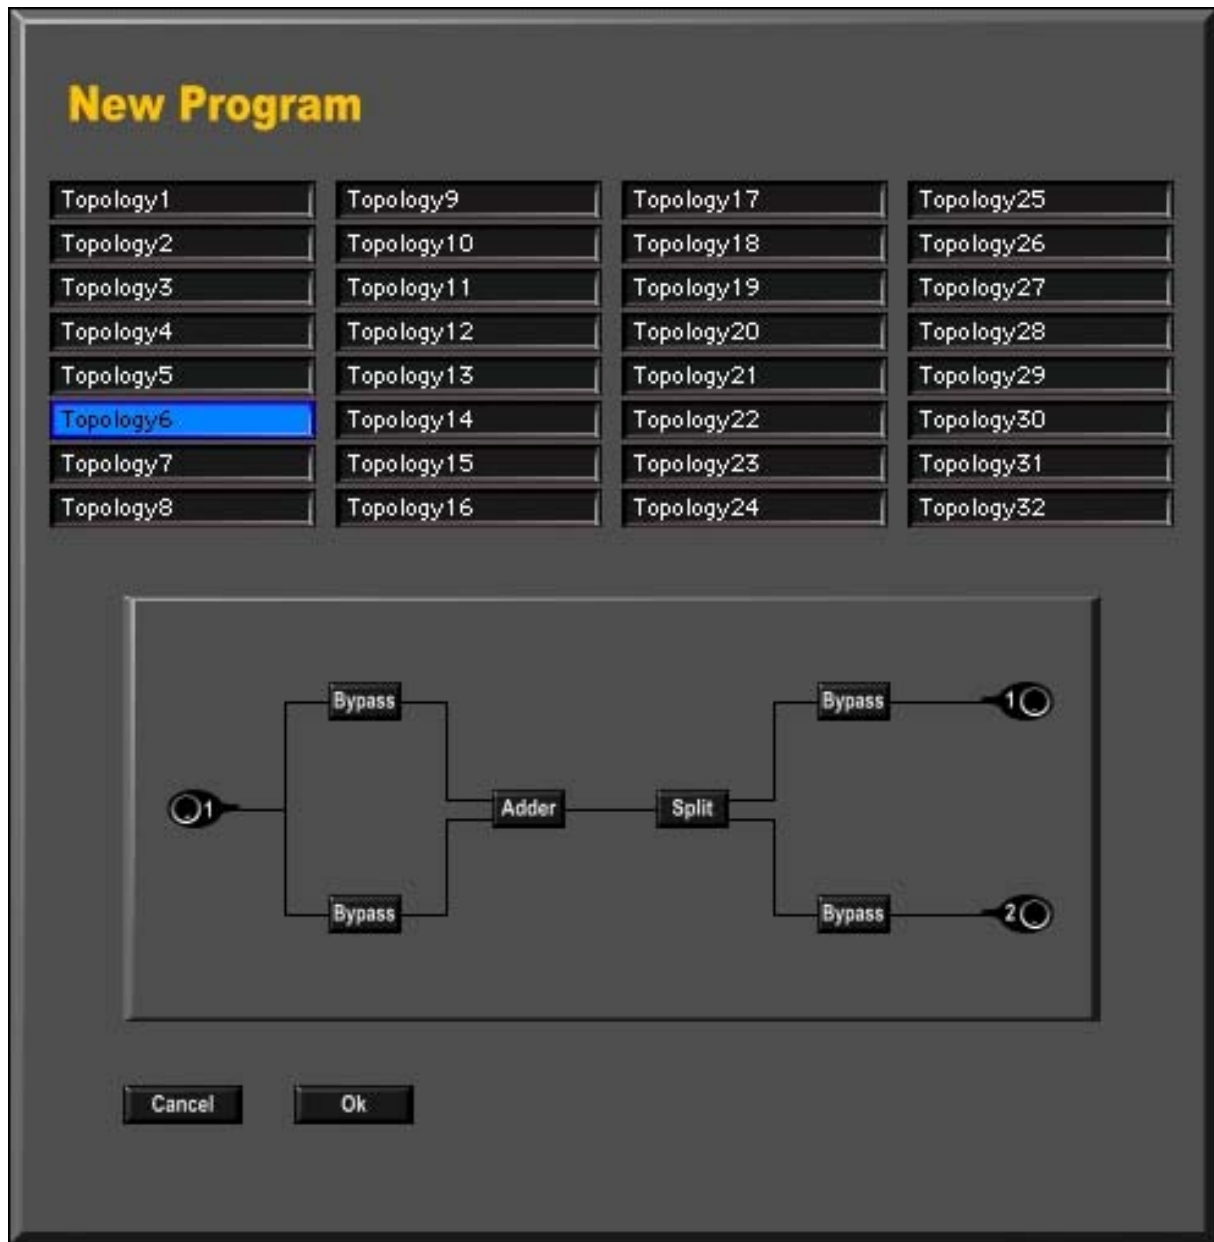 New Program
Topology1 Topology9 Topology17 Topology25
Topology2 Topology10 Topology18 Topology26
Topology3 Topology11 Topology19 Topology27
Topology4 Topology12 Topology20 Topology28
Topology5 Topology13 Topology21 Topology29
Topology6 Topology14 Topology22 Topology30
Topology7 Topology15 Topology23 Topology31
Topology8 Topology16 Topology24 Topology32
Bypass Bypass 1
1 Adder Split
Bypass Bypass 2
Cancel Ok